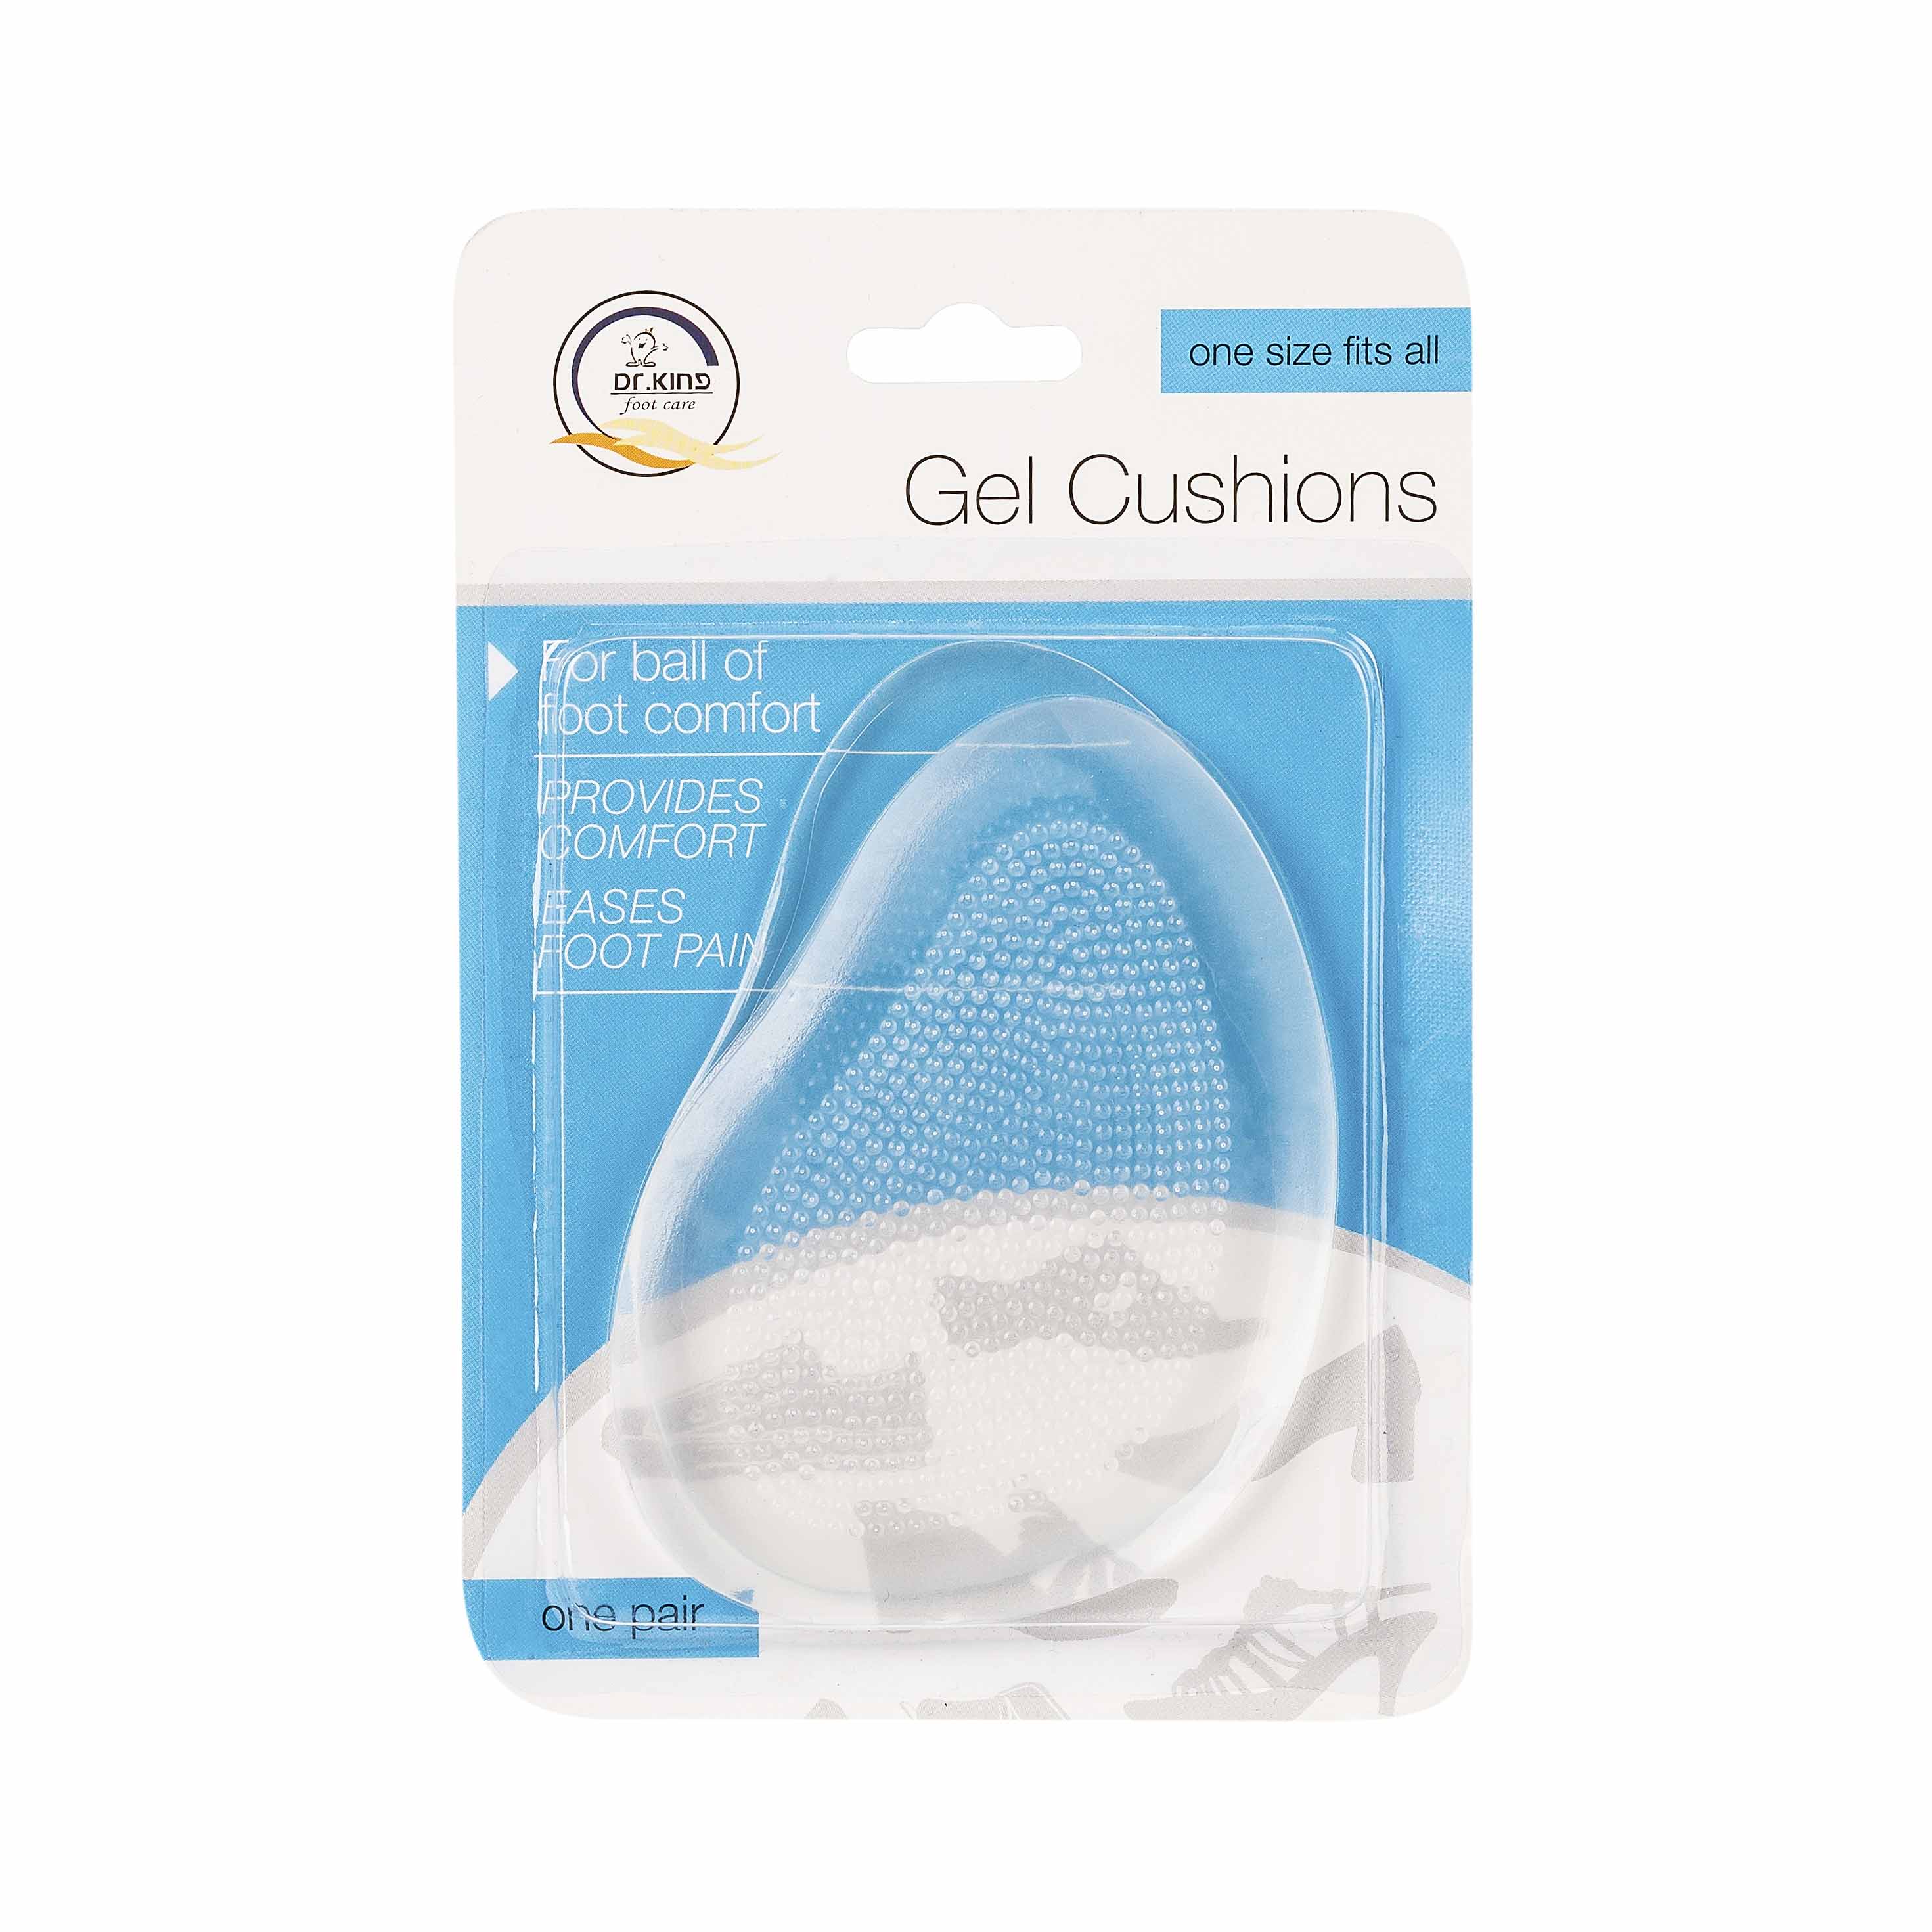 Dr.KinG
foot care
one size fits all
Gel Cushions
For ball of
foot comfort
PROVIDES
COMFORT
EASES
FOOT PAIN
one pair